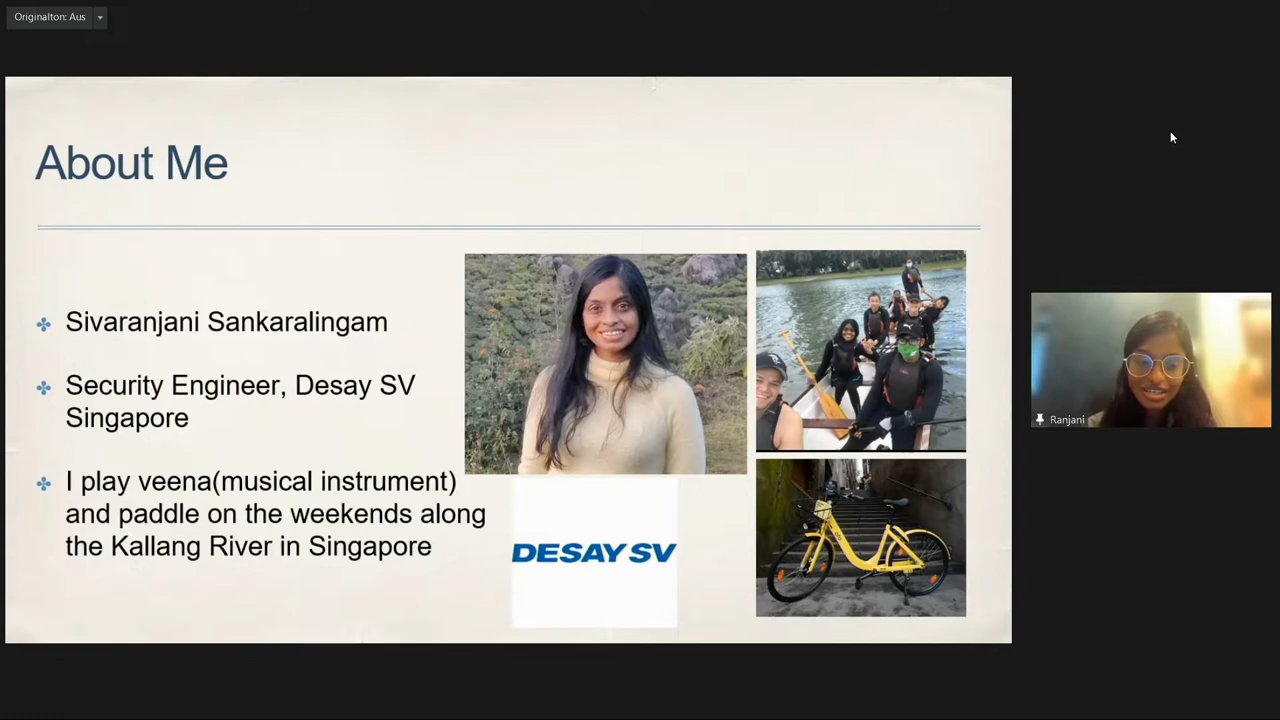 Originalton: Aus
About Me
Sivaranjani Sankaralingam
Security Engineer, Desay SV
Singapore
I play veena(musical instrument)
and paddle on the weekends along
the Kallang River in Singapore
DESAY SV
Ranjani